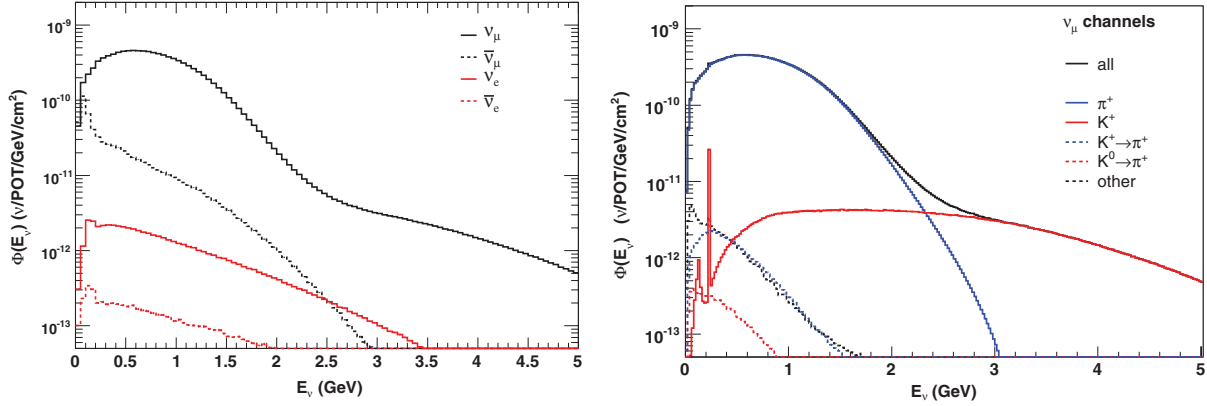 Φ(E_ν) (ν/POT/GeV/cm²)
10⁻⁹
10⁻¹⁰
10⁻¹¹
10⁻¹²
10⁻¹³
ν_μ
ν̅_μ
ν_e
ν̅_e
0 0.5 1 1.5 2 2.5 3 3.5 4 4.5 5
E_ν (GeV)
Φ(E_ν) (ν/POT/GeV/cm²)
10⁻⁹
10⁻¹⁰
10⁻¹¹
10⁻¹²
10⁻¹³
ν_μ channels
all
π⁺
K⁺
K⁺→π⁺
K⁰→π⁺
other
0 1 2 3 4 5
E_ν (GeV)